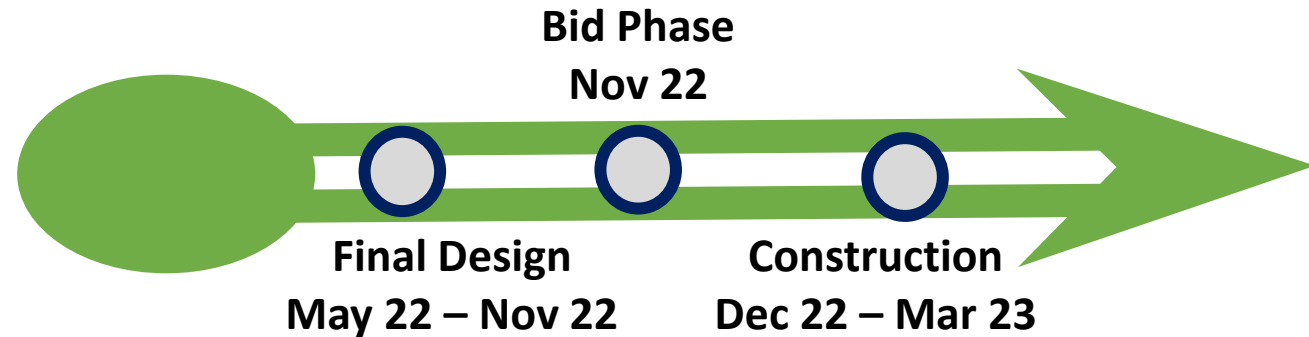 Bid Phase
Nov 22
Final Design
May 22 – Nov 22
Construction
Dec 22 – Mar 23